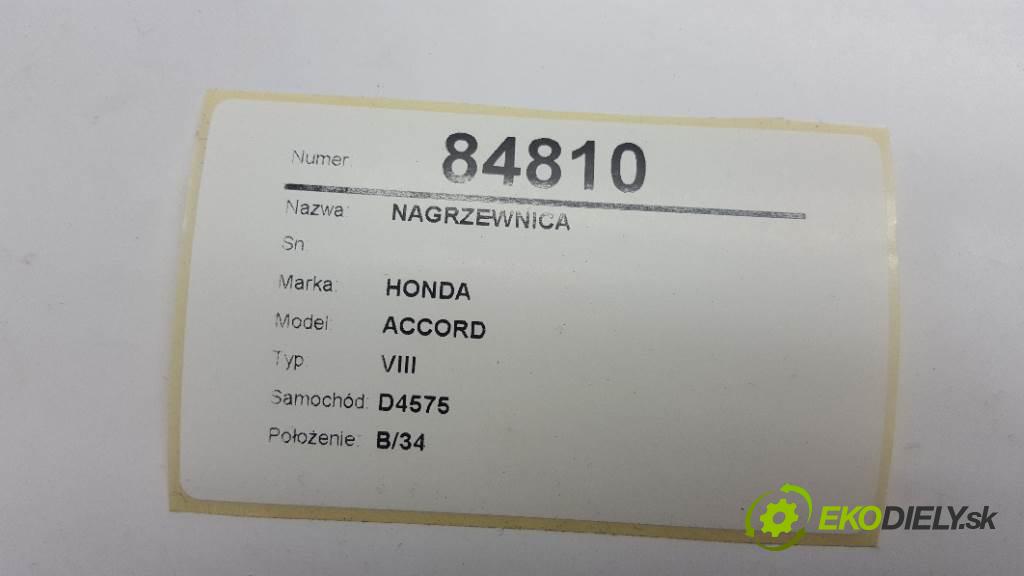 Numer: 84810
Nazwa: NAGRZEWNICA
Sn
Marka: HONDA
Model: ACCORD
Typ VIII
Samochód: D4575
Położenie: B/34
EKODIELY.sk